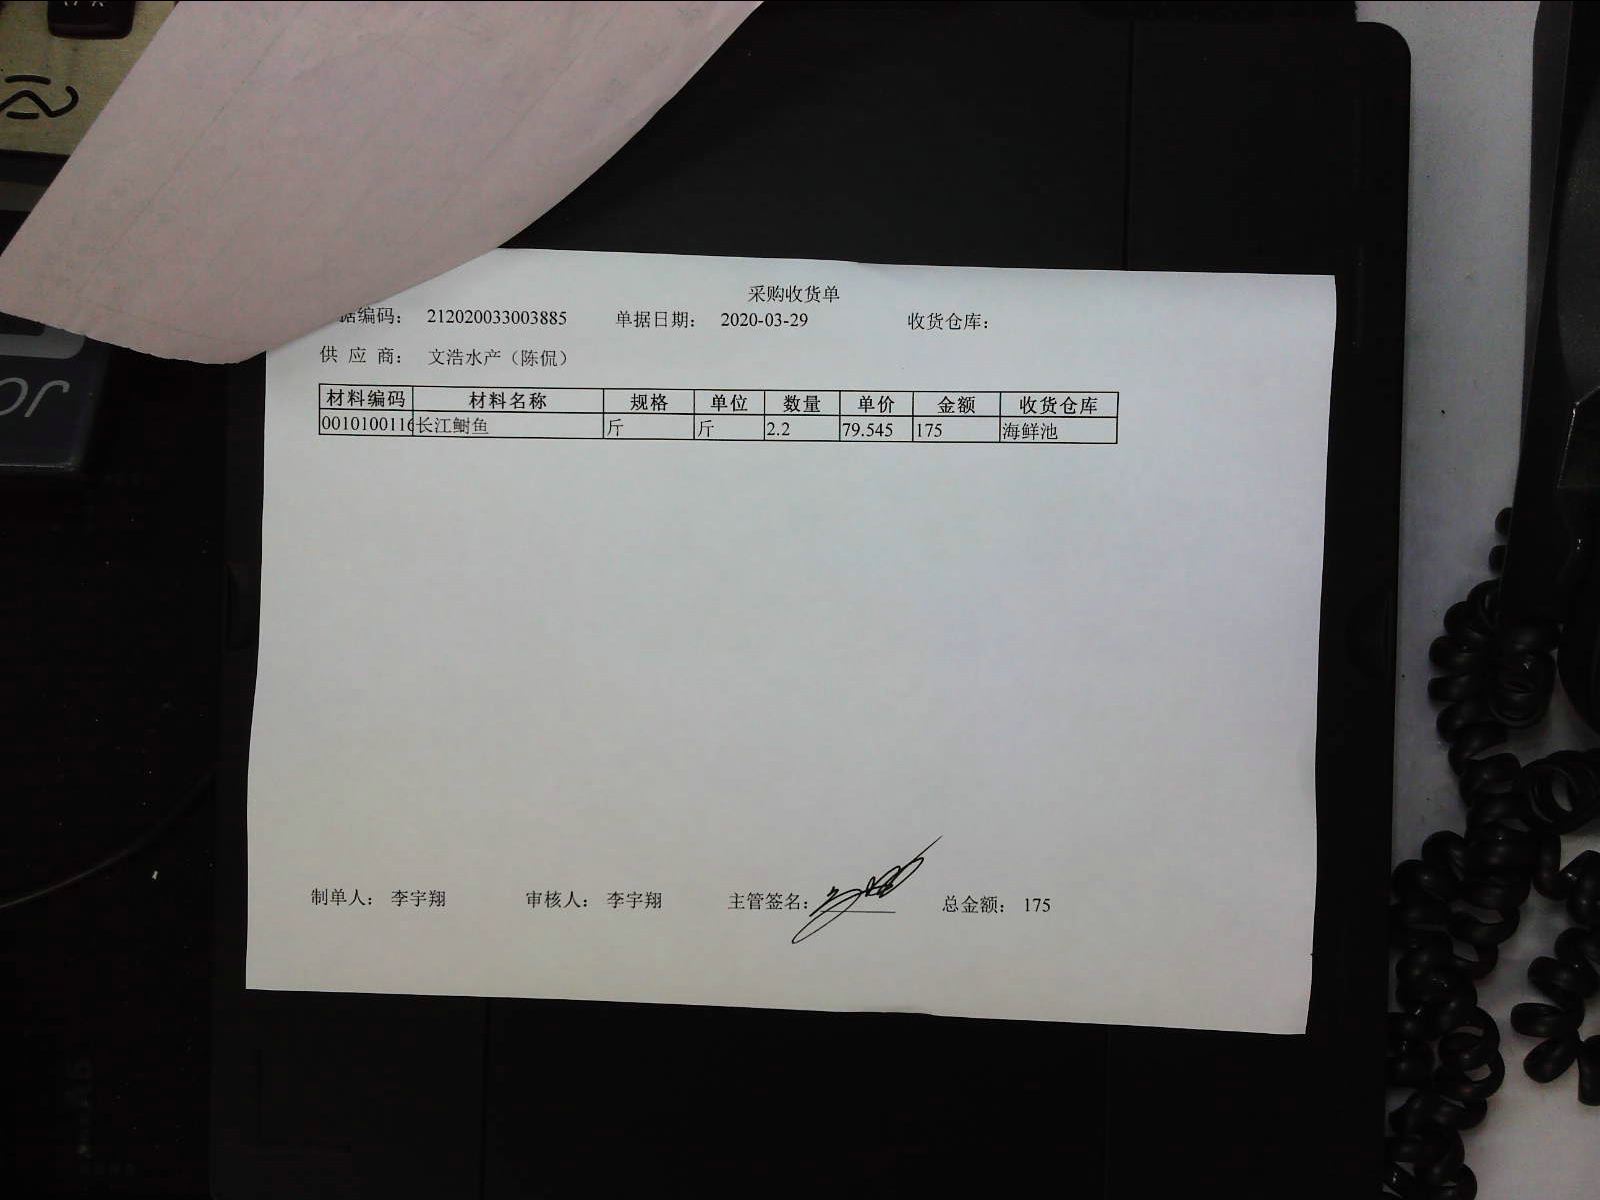 采购收货单
据编码： 212020033003885 单据日期： 2020-03-29 收货仓库：
供 应 商： 文浩水产（陈侃）
材料编码 材料名称 规格 单位 数量 单价 金额 收货仓库
0010100116 长江鲥鱼 斤 斤 2.2 79.545 175 海鲜池
制单人： 李宇翔 审核人： 李宇翔 主管签名： 总金额： 175